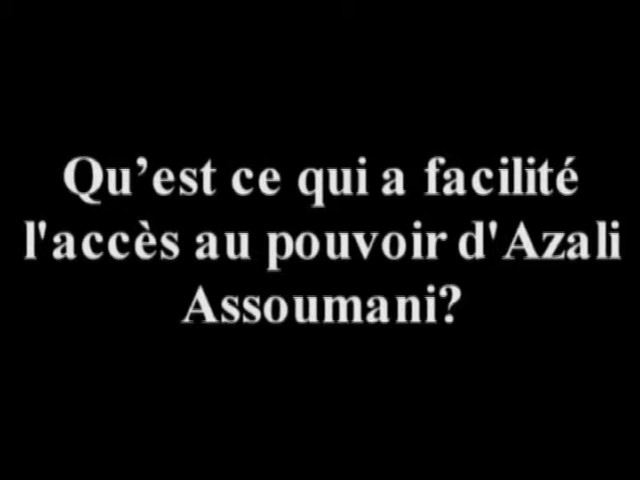 Qu’est ce qui a facilité
l'accès au pouvoir d'Azali
Assoumani?